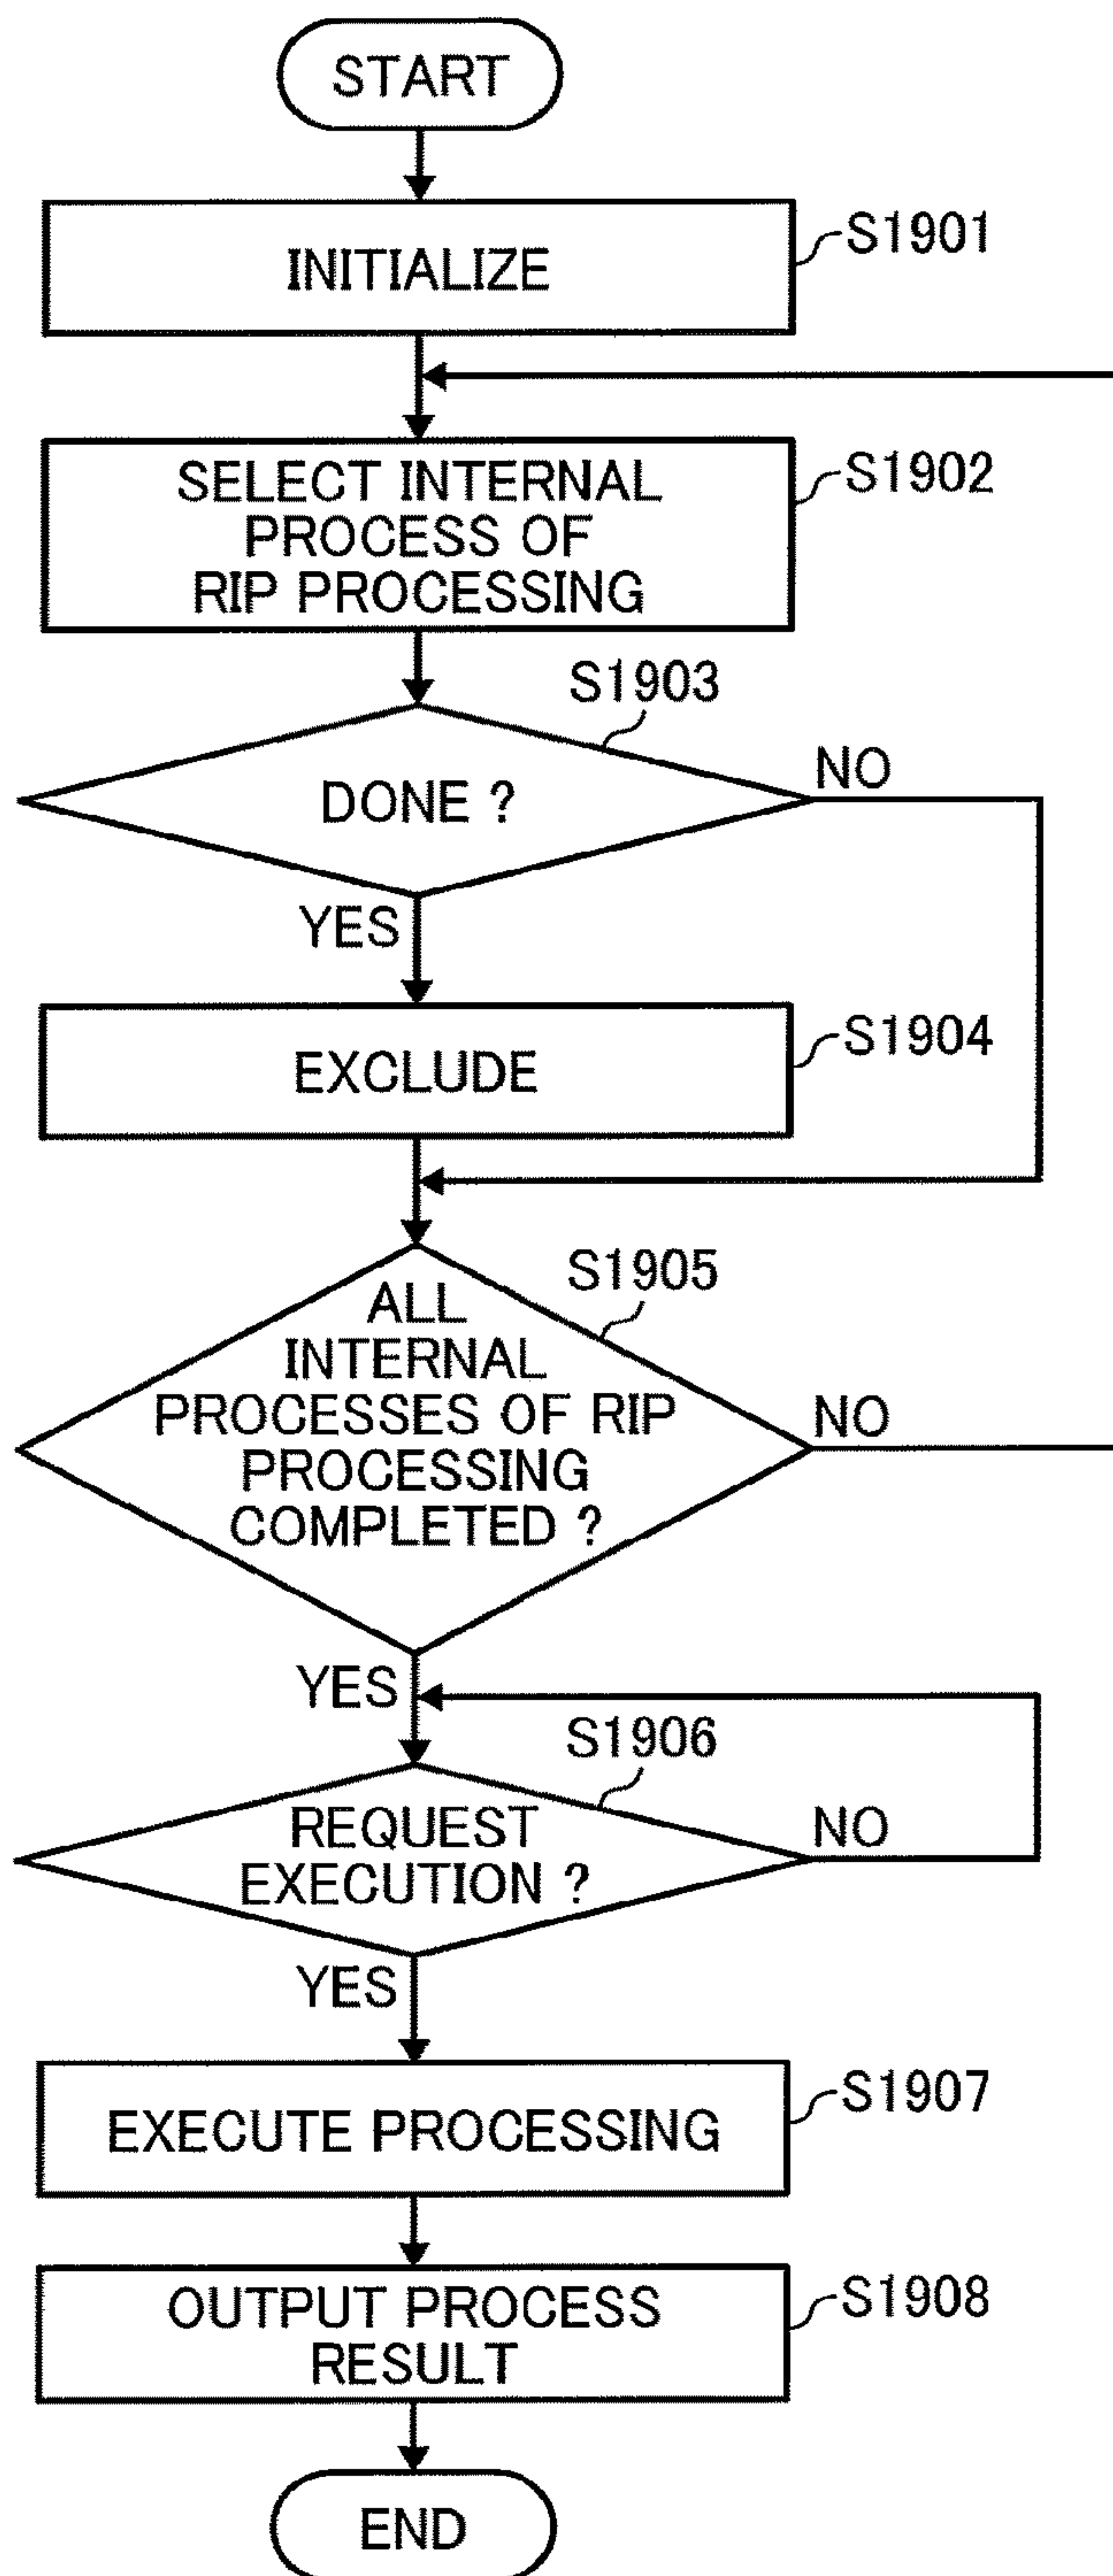 START
INITIALIZE
S1901
SELECT INTERNAL
PROCESS OF
RIP PROCESSING
S1902
S1903
DONE ?
NO
YES
EXCLUDE
S1904
S1905
ALL
INTERNAL
PROCESSES OF RIP
PROCESSING
COMPLETED ?
NO
YES
S1906
REQUEST
EXECUTION ?
NO
YES
EXECUTE PROCESSING
S1907
OUTPUT PROCESS
RESULT
S1908
END